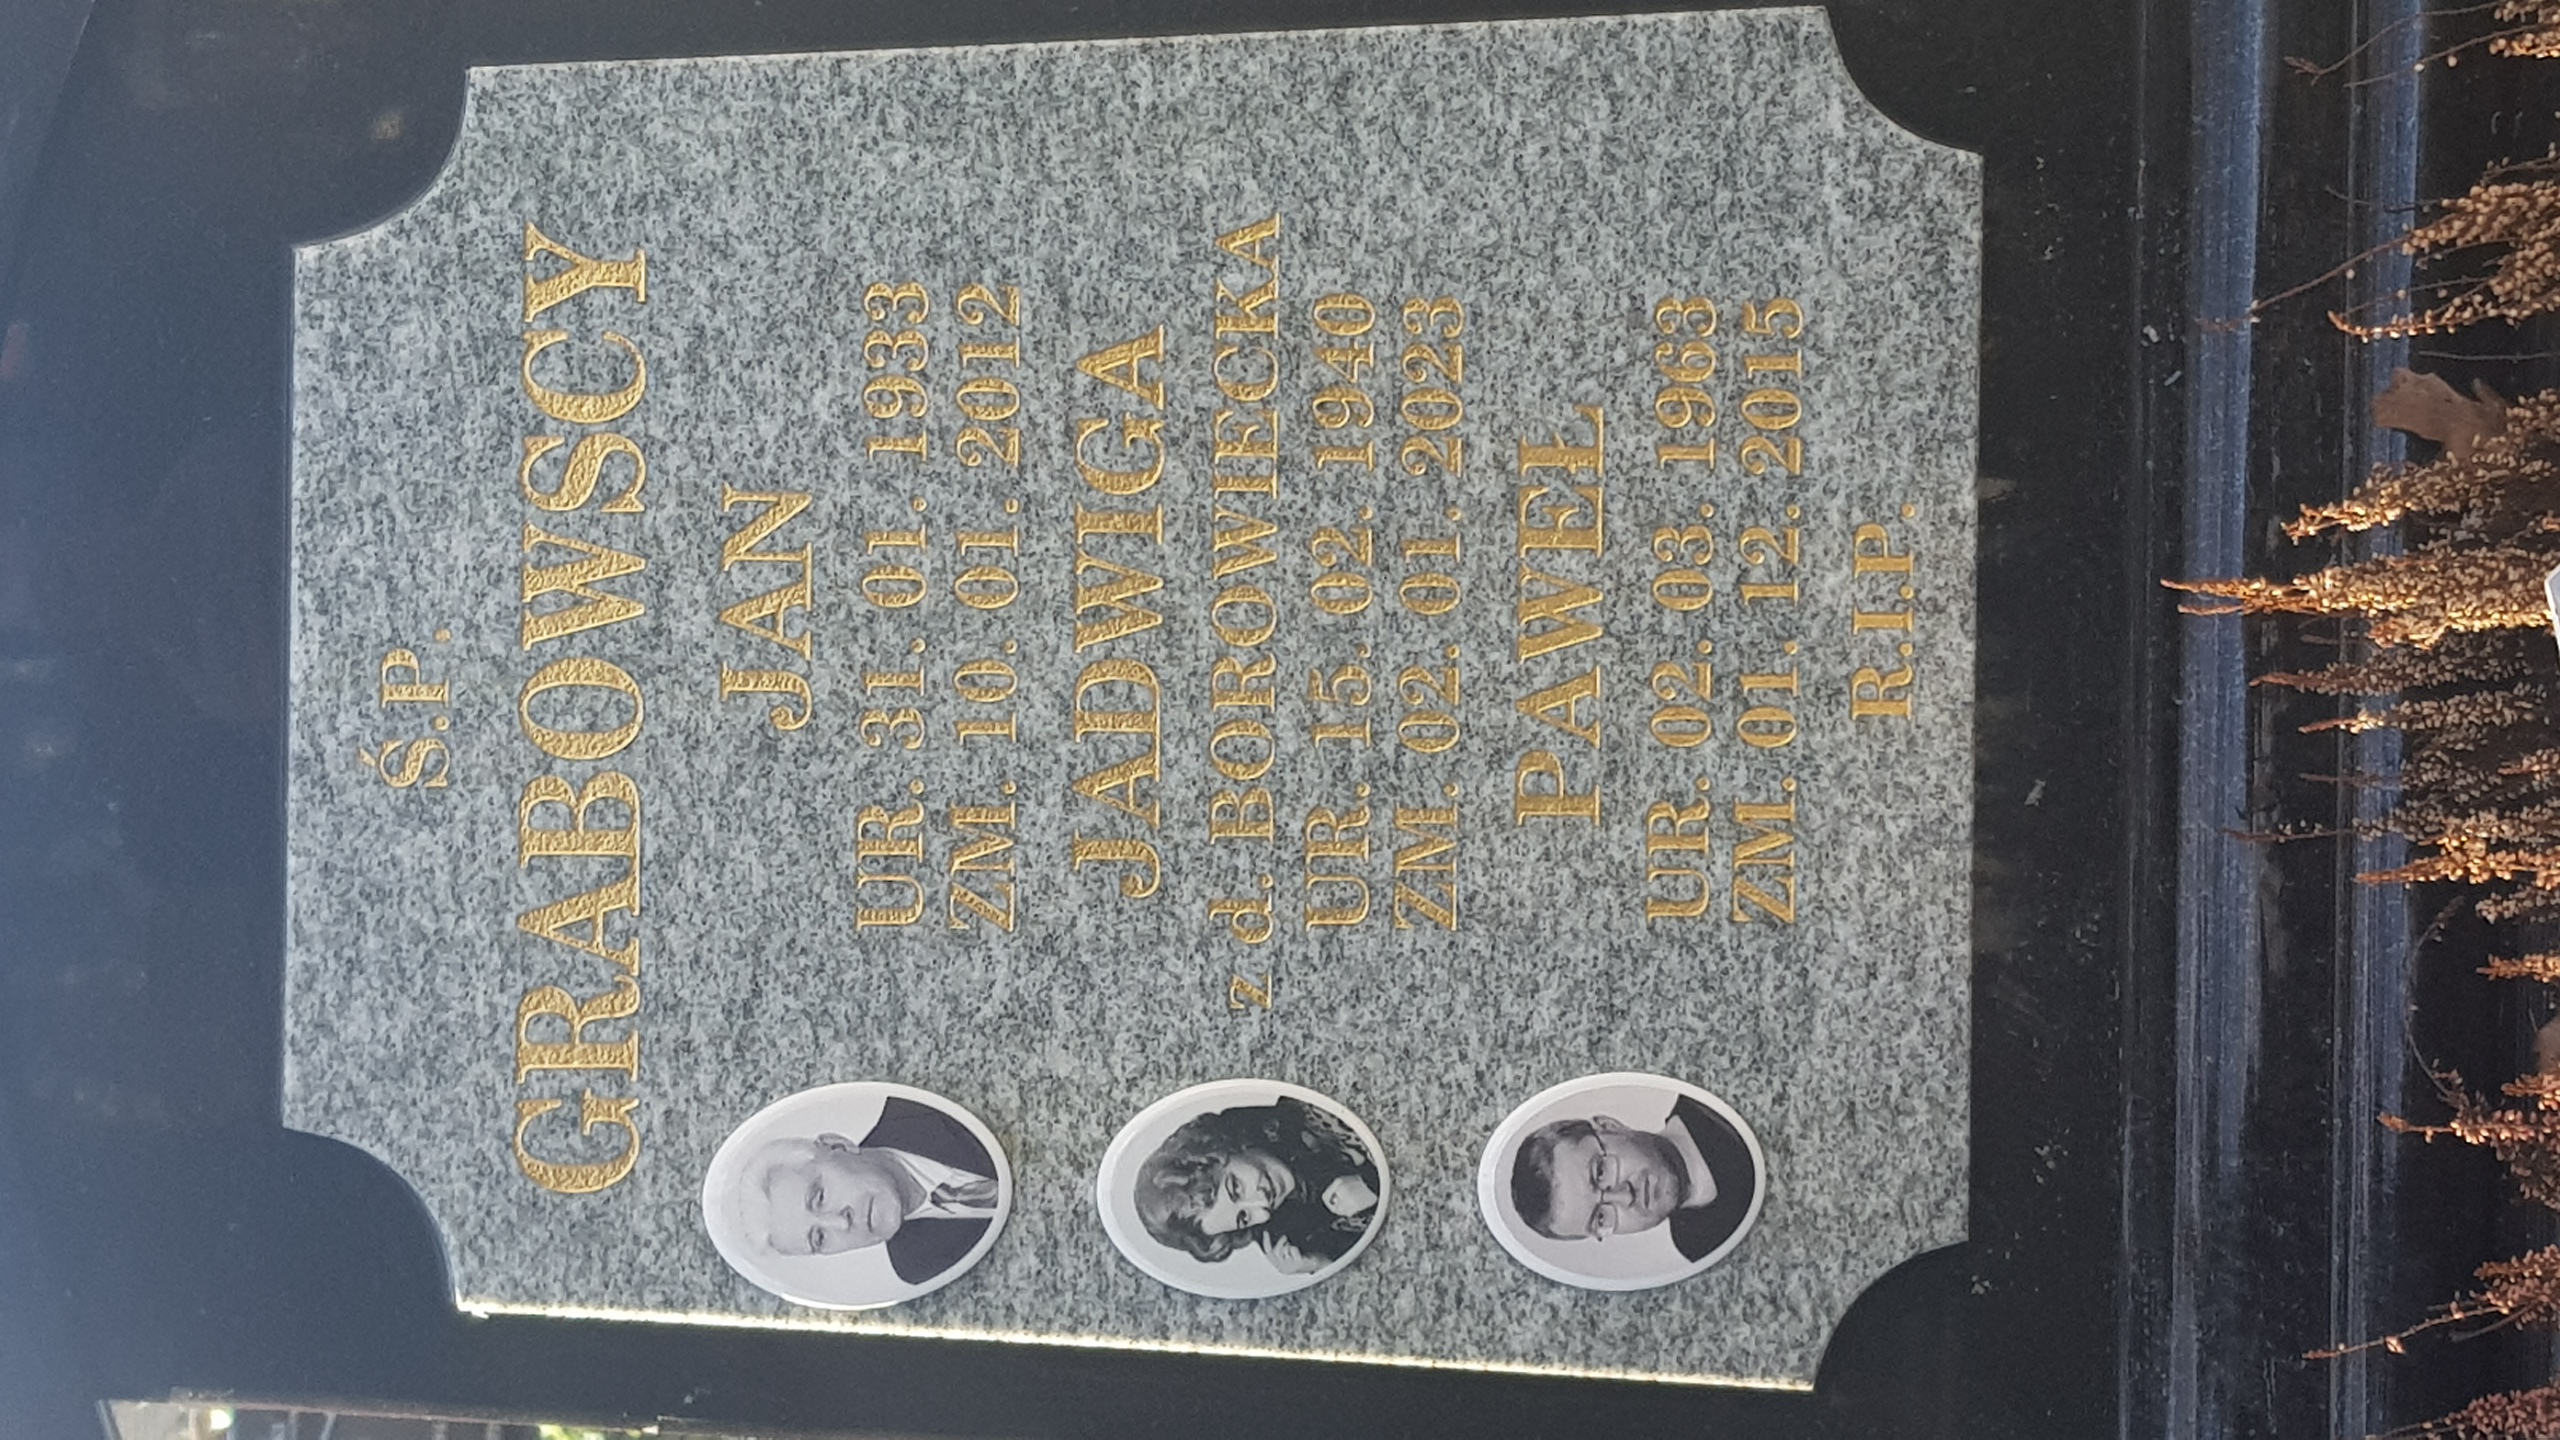 Ś.P.
GRABOWSCY
JAN
UR. 31. 01. 1933
ZM. 10. 01. 2012
JADWIGA
z d. BOROWIECKA
UR. 15. 02. 1940
ZM. 02. 01. 2023
PAWEŁ
UR. 02. 03. 1963
ZM. 01. 12. 2015
R.I.P.